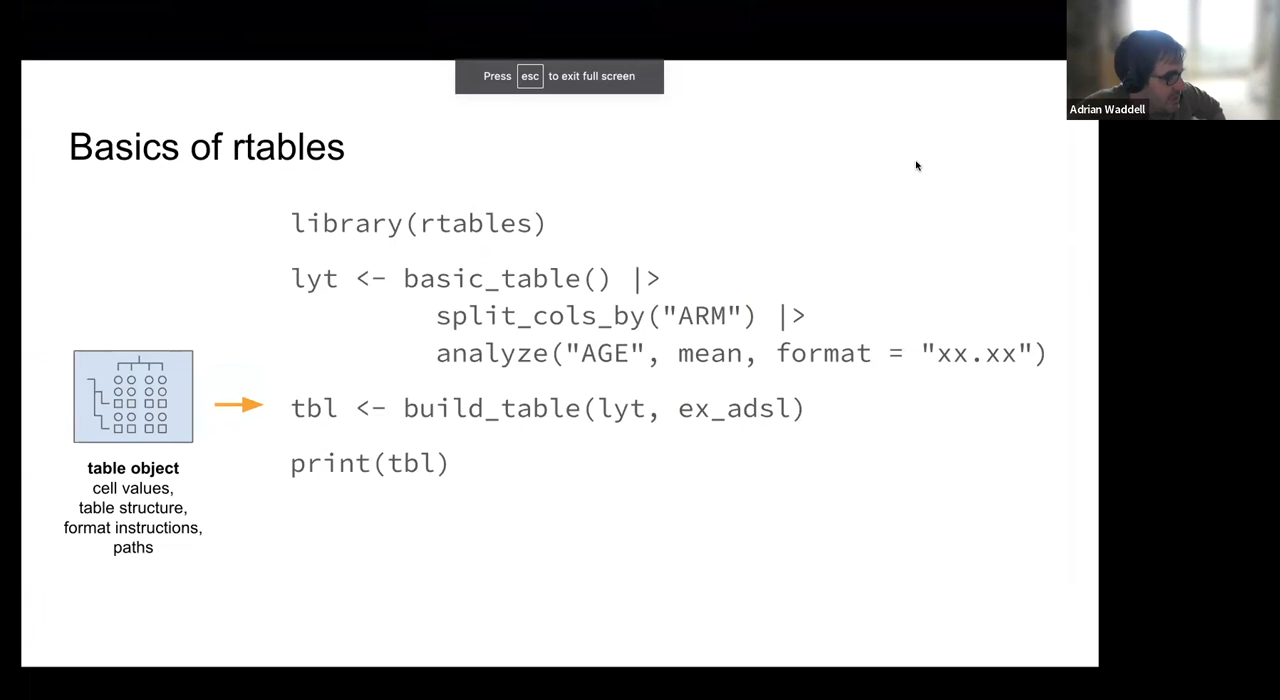 Press esc to exit full screen
Adrian Waddell
Basics of rtables
library(rtables)
lyt <- basic_table() |>
split_cols_by("ARM") |>
analyze("AGE", mean, format = "xx.xx")
tbl <- build_table(lyt, ex_adsl)
print(tbl)
table object
cell values,
table structure,
format instructions,
paths